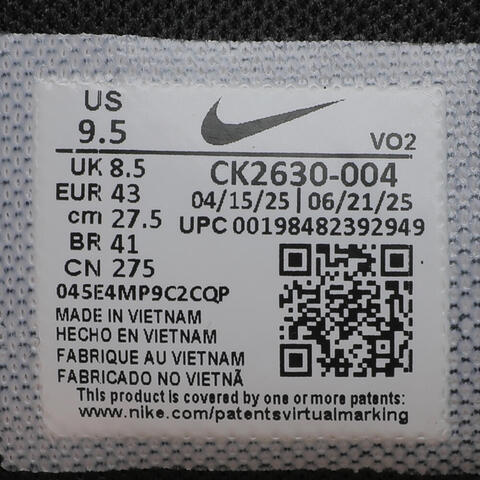 US
9.5
VO2
UK 8.5
CK2630-004
EUR 43
04/15/25 | 06/21/25
cm 27.5
UPC 00198482392949
BR 41
CN 275
045E4MP9C2CQP
MADE IN VIETNAM
HECHO EN VIETNAM
FABRIQUE AU VIETNAM
FABRICADO NO VIETNÃ
This product is covered by one or more patents:
www.nike.com/patentsvirtualmarking